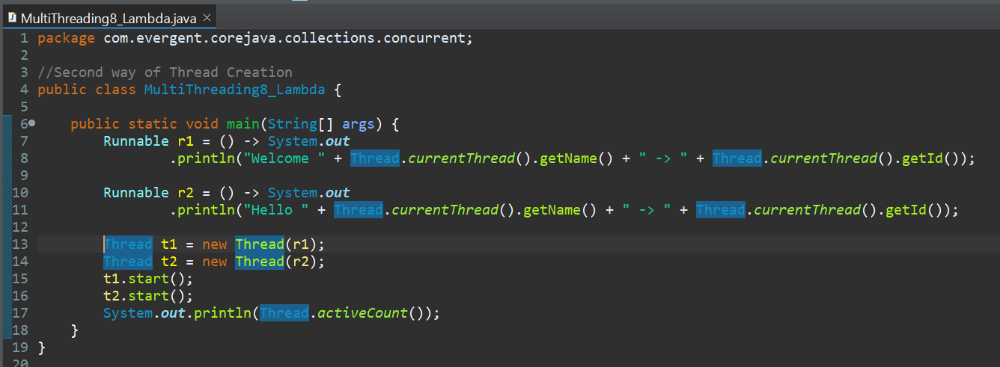 MultiThreading8_Lambda.java
1 package com.evergent.corejava.collections.concurrent;
2
3 //Second way of Thread Creation
4 public class MultiThreading8_Lambda {
5
6     public static void main(String[] args) {
7         Runnable r1 = () -> System.out
8                 .println("Welcome " + Thread.currentThread().getName() + " -> " + Thread.currentThread().getId());
9
10         Runnable r2 = () -> System.out
11                 .println("Hello " + Thread.currentThread().getName() + " -> " + Thread.currentThread().getId());
12
13         Thread t1 = new Thread(r1);
14         Thread t2 = new Thread(r2);
15         t1.start();
16         t2.start();
17         System.out.println(Thread.activeCount());
18     }
19 }
20